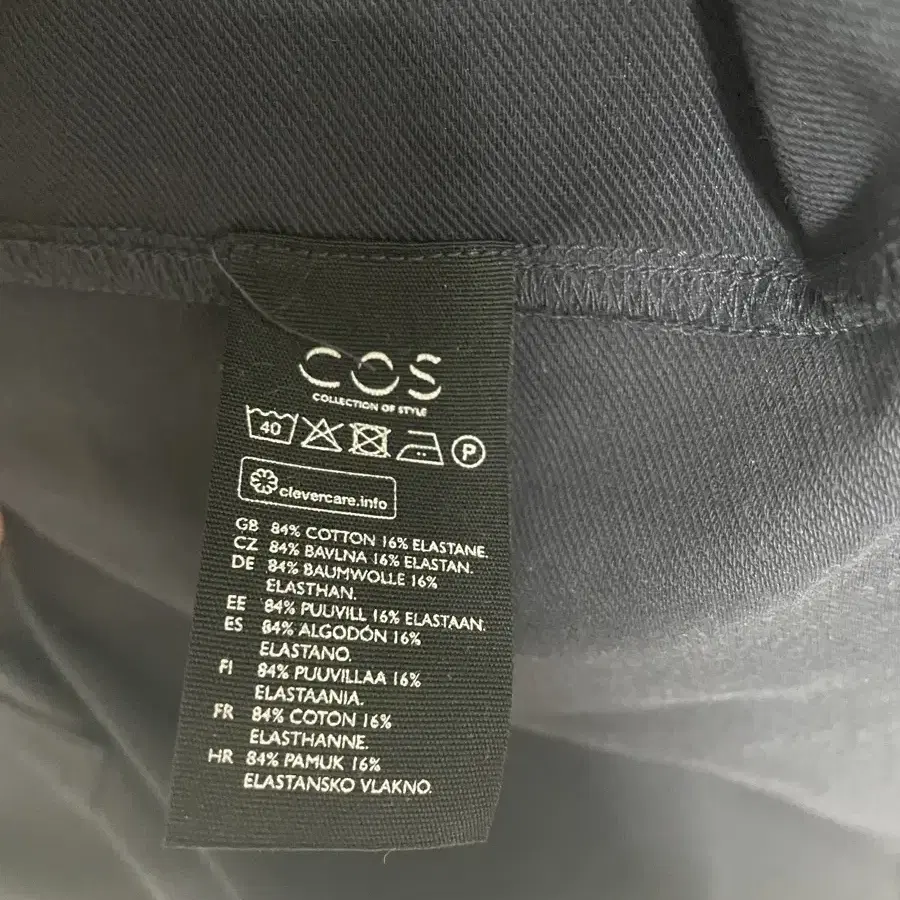 COS
COLLECTION OF STYLE
40 P
clevercare.info
GB 84% COTTON 16% ELASTANE.
CZ 84% BAVLNA 16% ELASTAN.
DE 84% BAUMWOLLE 16%
ELASTHAN.
EE 84% PUUVILL 16% ELASTAAN.
ES 84% ALGODÓN 16%
ELASTANO.
FI 84% PUUVILLAA 16%
ELASTAANIA.
FR 84% COTON 16%
ELASTHANNE.
HR 84% PAMUK 16%
ELASTANSKO VLAKNO.